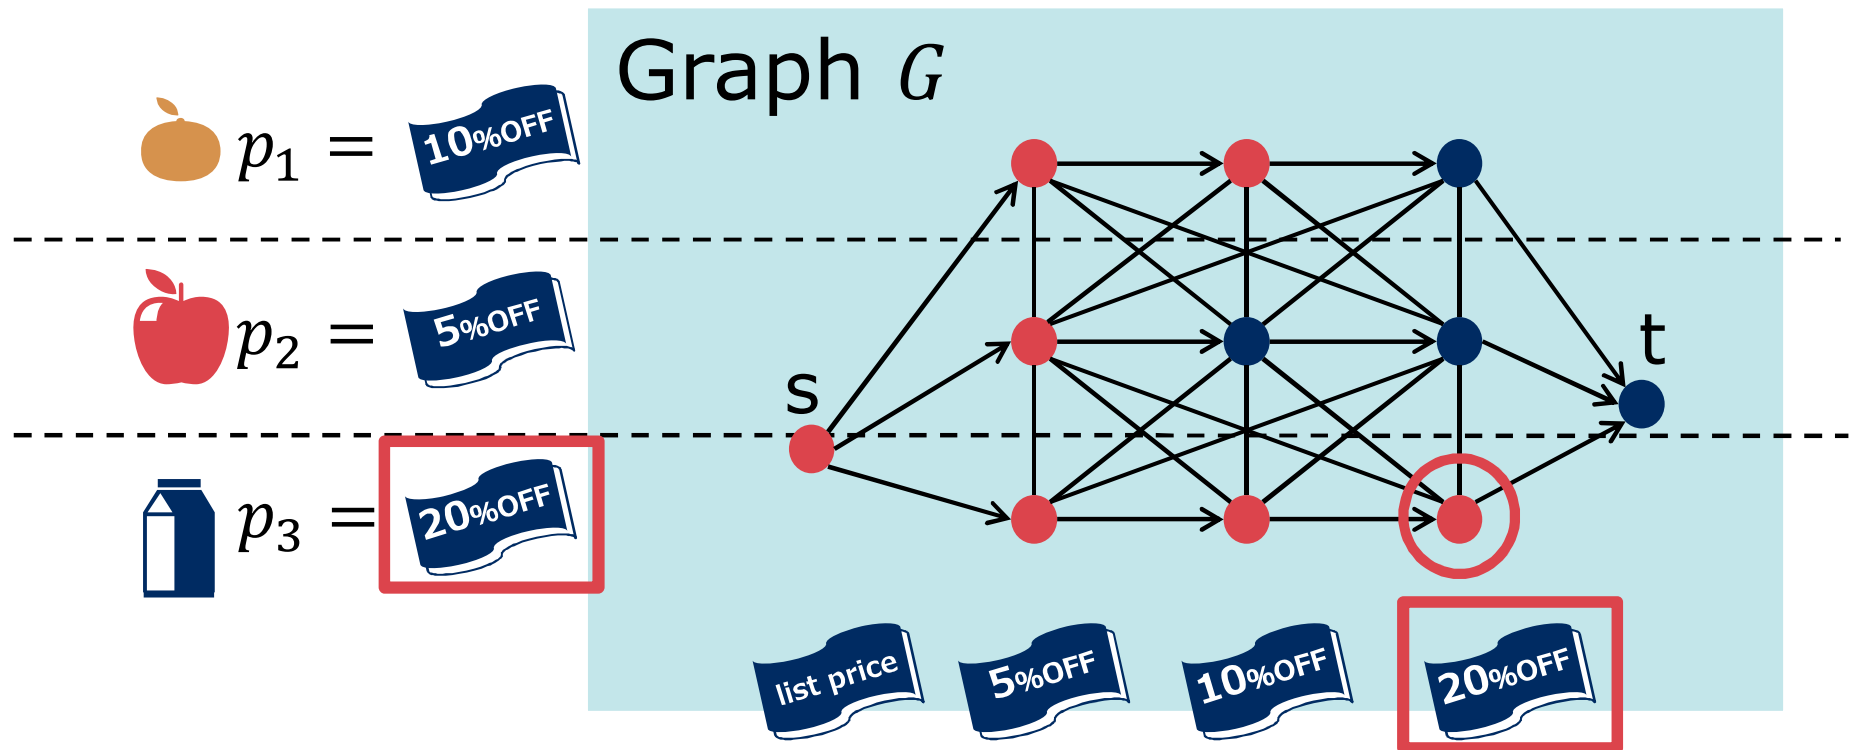 Graph G
p₁ = 10%OFF
p₂ = 5%OFF
s
t
p₃ = 20%OFF
list price
5%OFF
10%OFF
20%OFF